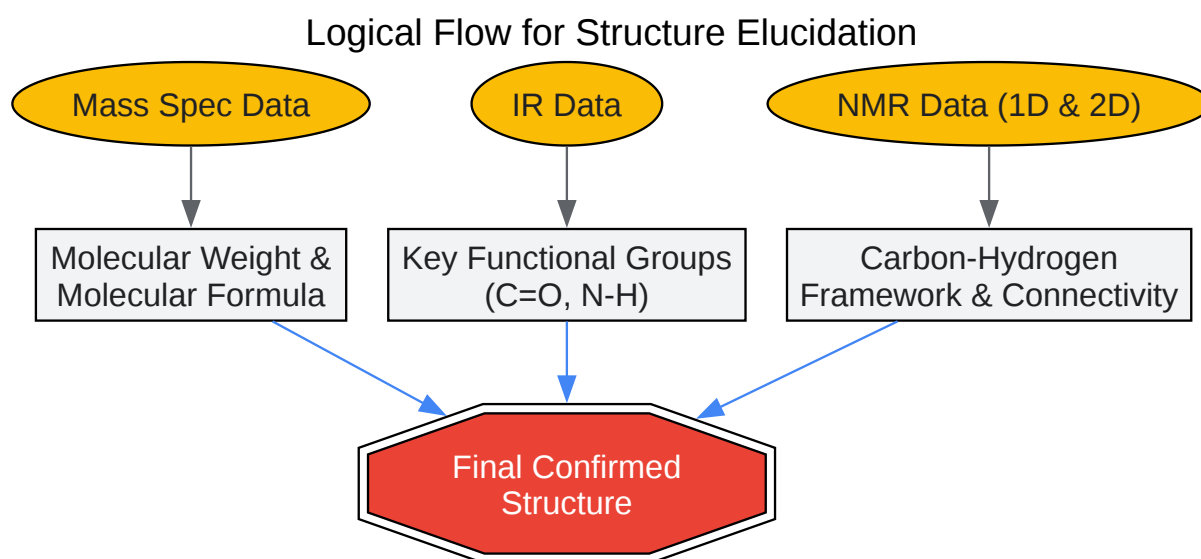 Logical Flow for Structure Elucidation
Mass Spec Data
IR Data
NMR Data (1D & 2D)
Molecular Weight &
Molecular Formula
Key Functional Groups
(C=O, N-H)
Carbon-Hydrogen
Framework & Connectivity
Final Confirmed
Structure